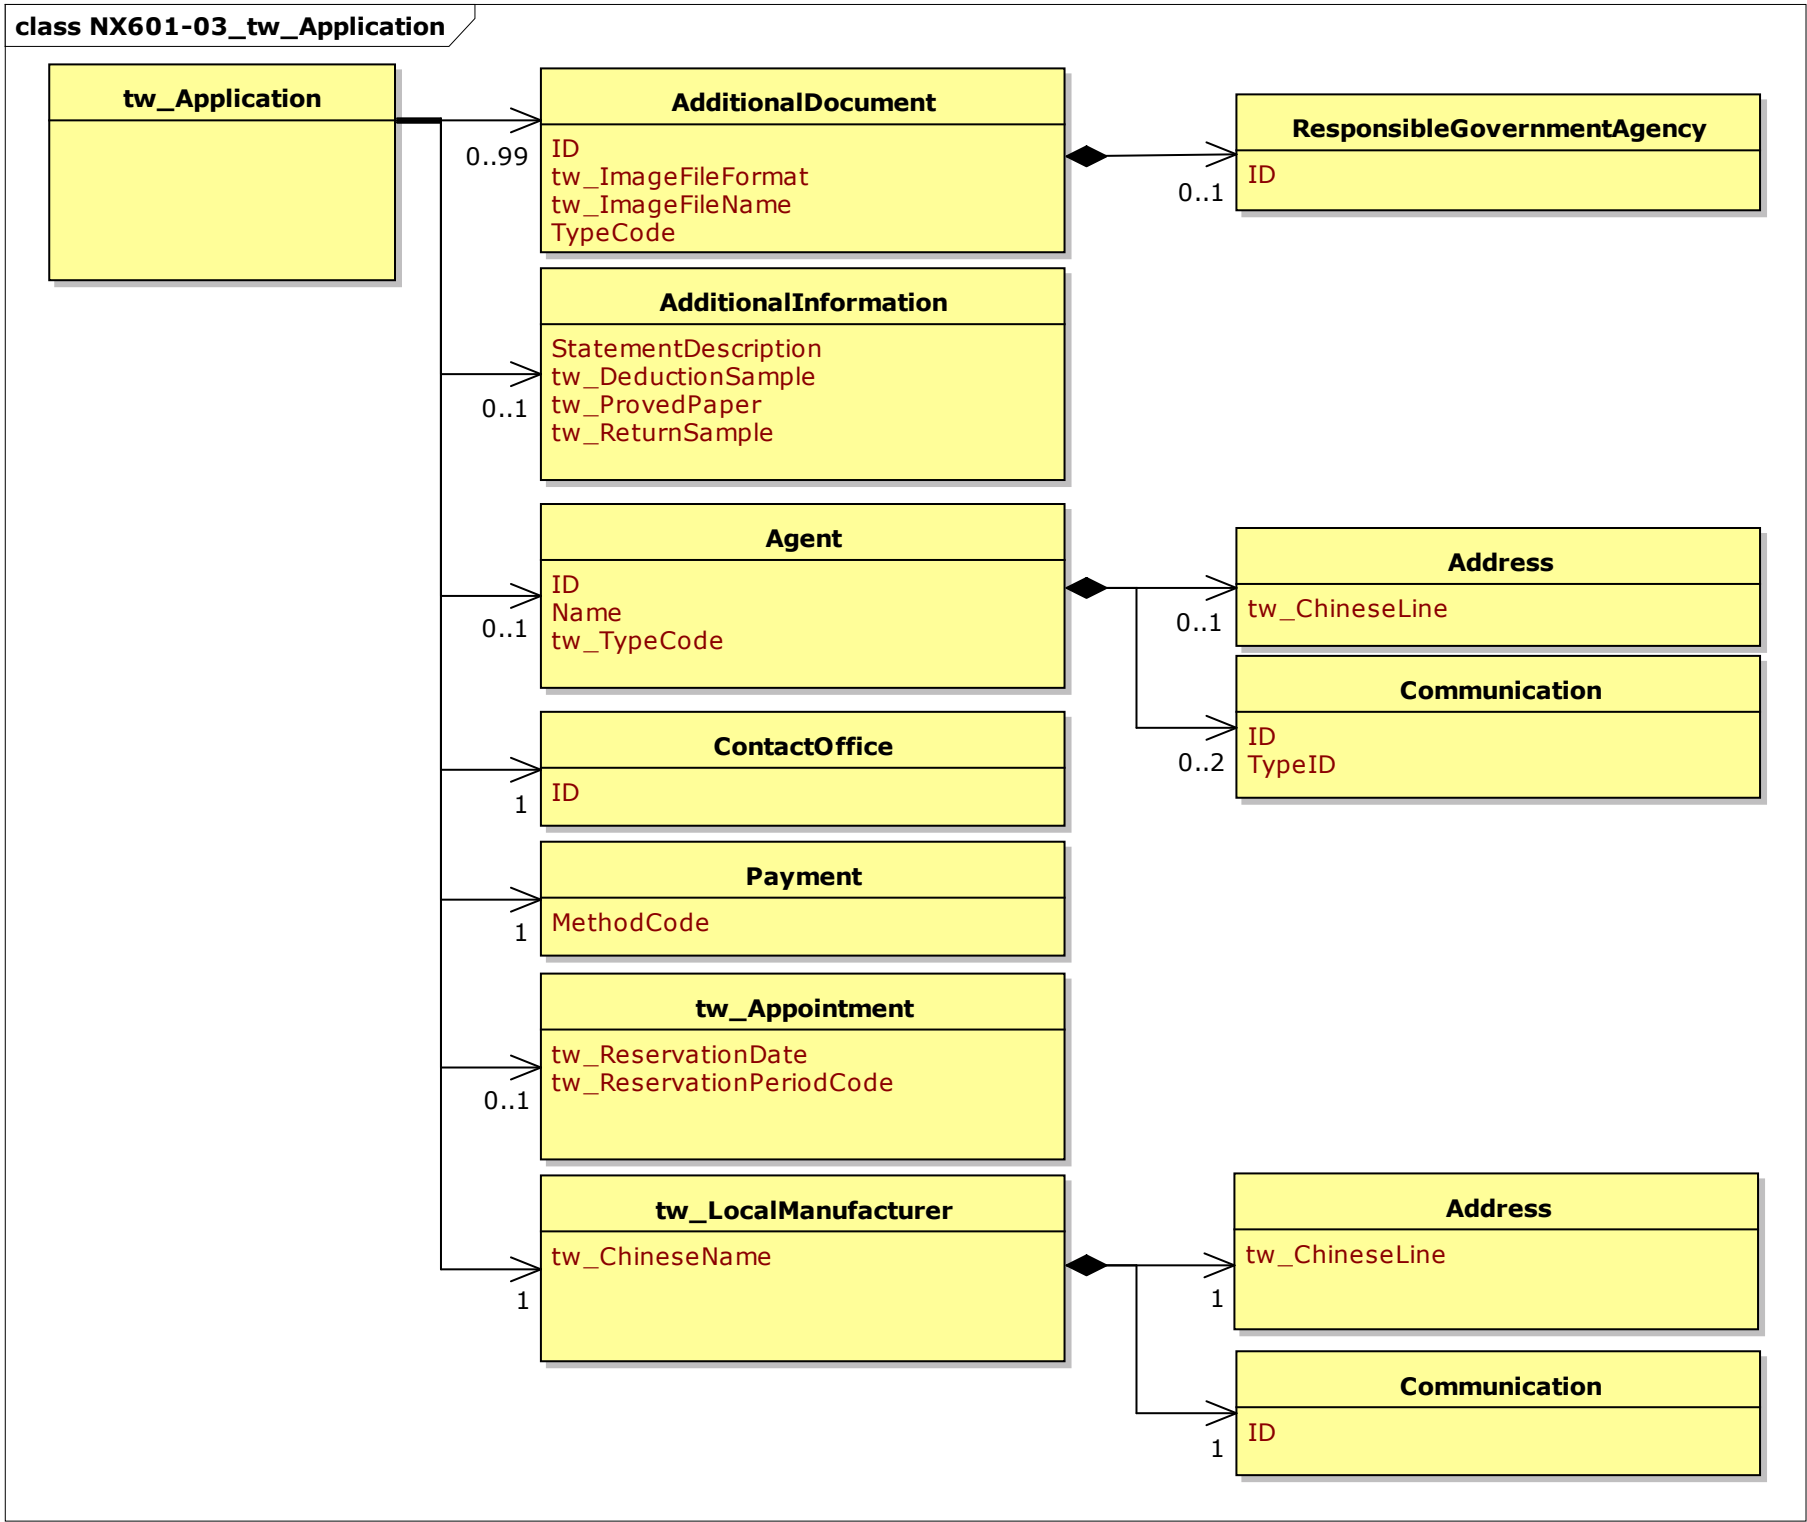 class NX601-03_tw_Application
tw_Application
AdditionalDocument
ID
tw_ImageFileFormat
tw_ImageFileName
TypeCode
0..99
ResponsibleGovernmentAgency
ID
0..1
AdditionalInformation
StatementDescription
tw_DeductionSample
tw_ProvedPaper
tw_ReturnSample
0..1
Agent
ID
Name
tw_TypeCode
0..1
Address
tw_ChineseLine
0..1
Communication
ID
TypeID
0..2
ContactOffice
ID
1
Payment
MethodCode
1
tw_Appointment
tw_ReservationDate
tw_ReservationPeriodCode
0..1
tw_LocalManufacturer
tw_ChineseName
1
Address
tw_ChineseLine
1
Communication
ID
1